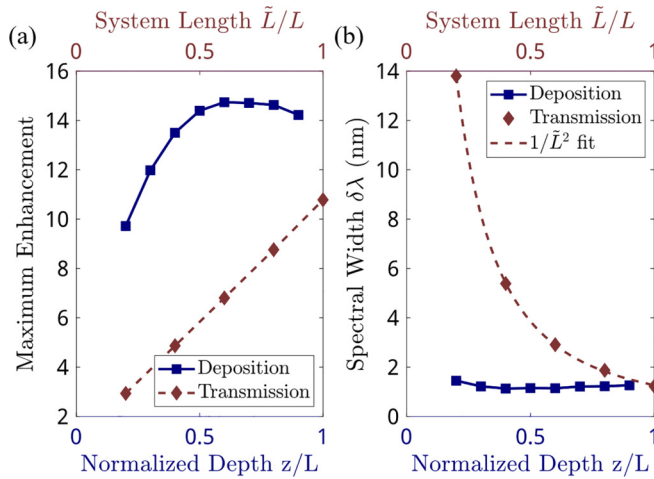 System Length L̃/L
(a)
0 0.5 1
16
14
12
10
8
6
4
2
Maximum Enhancement
Deposition
Transmission
0 0.5 1
Normalized Depth z/L
System Length L̃/L
(b)
0 0.5 1
14
12
10
8
6
4
2
0
Spectral Width δλ (nm)
Deposition
Transmission
1/L̃² fit
0 0.5 1
Normalized Depth z/L